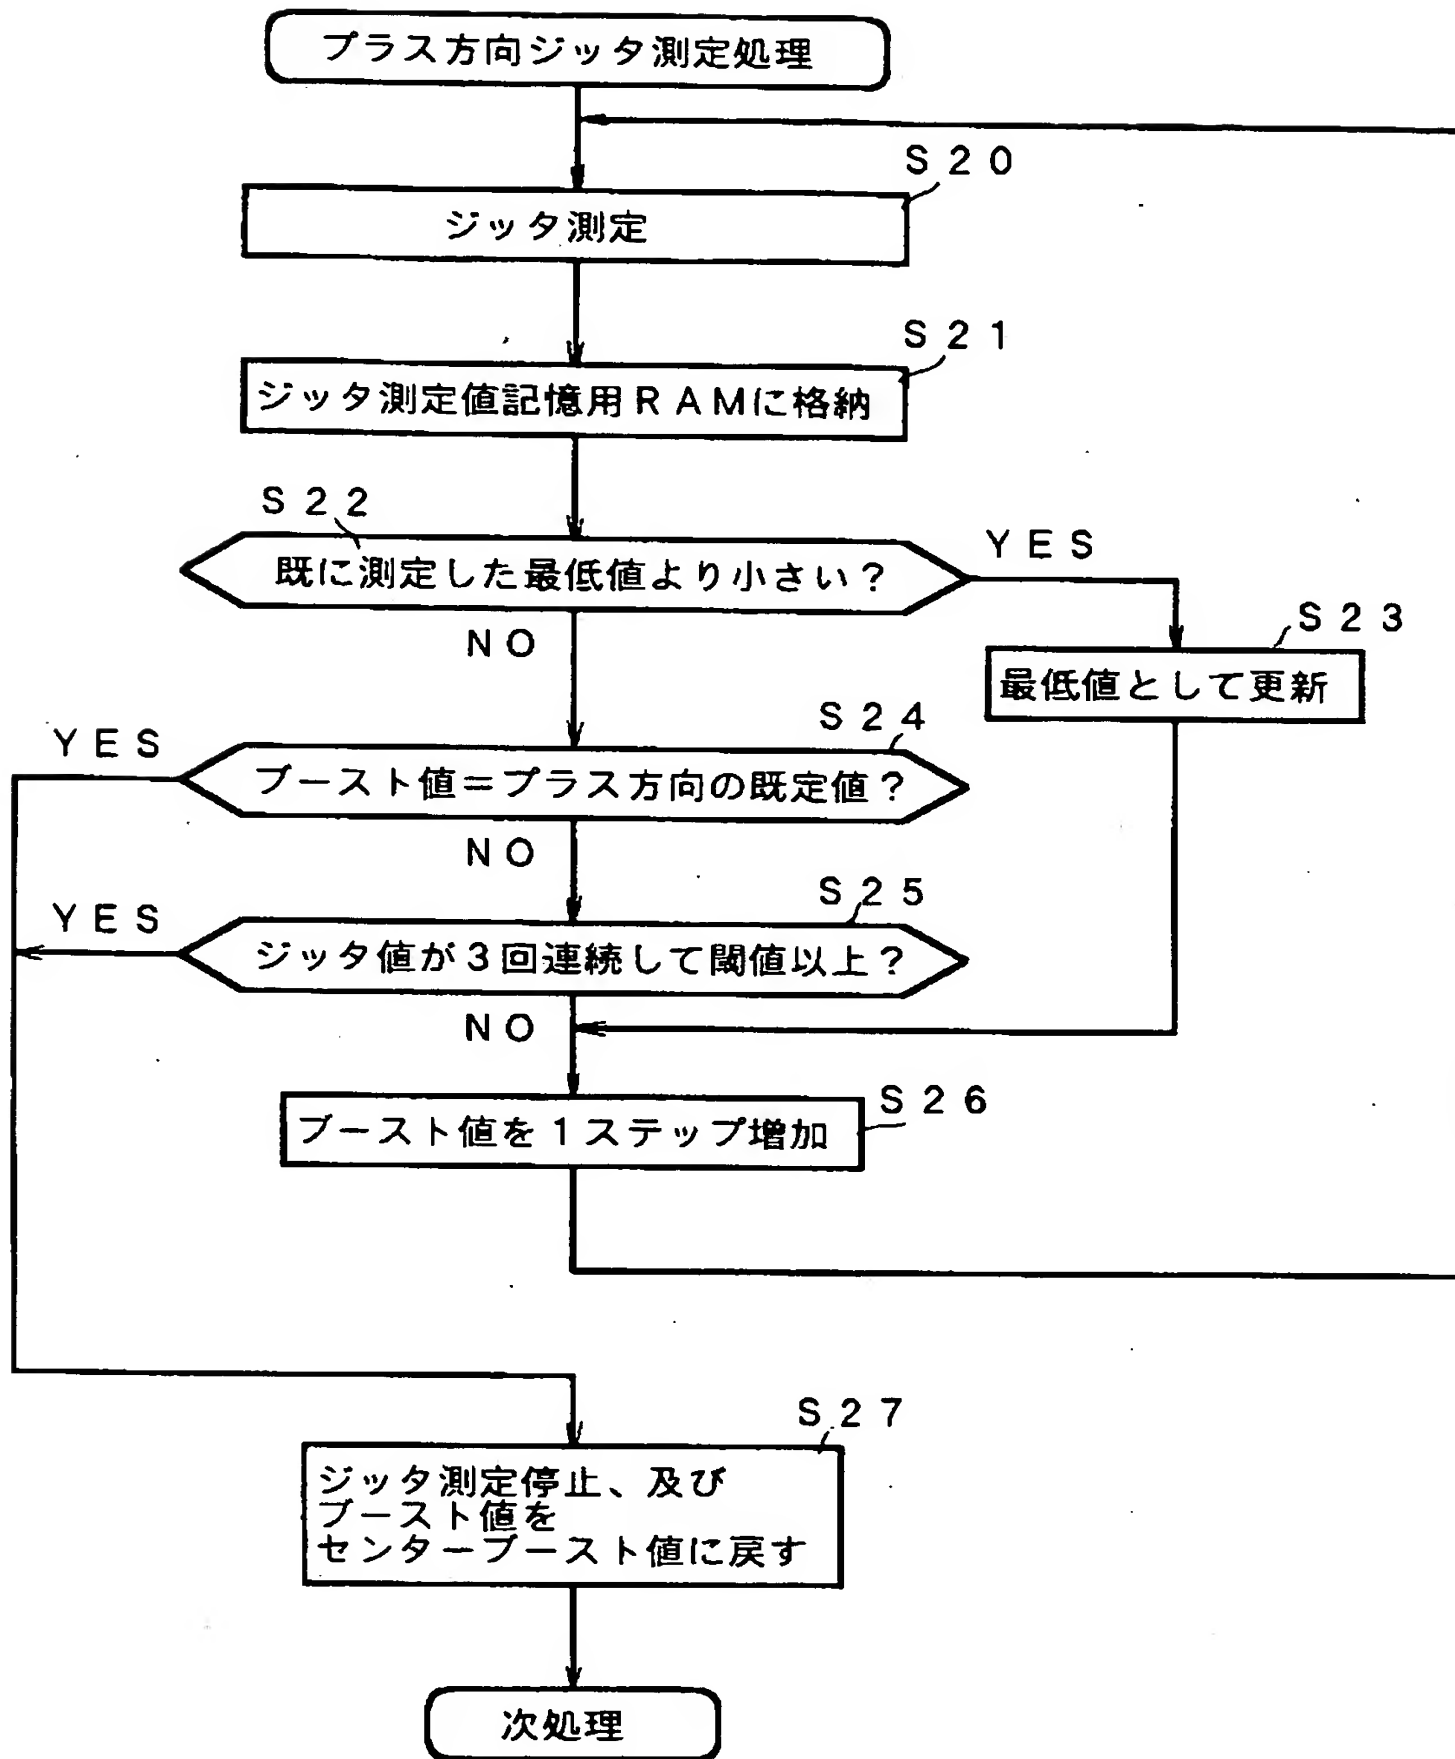 プラス方向ジッタ測定処理
S20
ジッタ測定
S21
ジッタ測定値記憶用RAMに格納
S22
既に測定した最低値より小さい?
YES
NO
S23
最低値として更新
S24
YES
ブースト値=プラス方向の既定値?
NO
S25
YES
ジッタ値が3回連続して閾値以上?
NO
S26
ブースト値を1ステップ増加
S27
ジッタ測定停止、及び
ブースト値を
センターブースト値に戻す
次処理